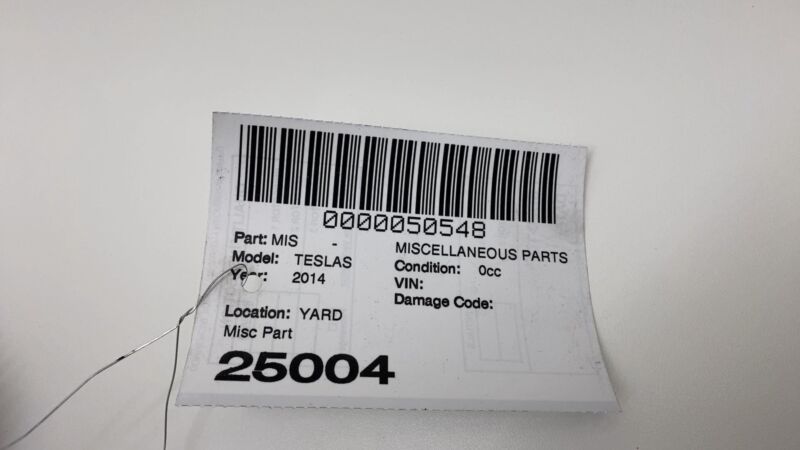 0000050548
Part: MIS - MISCELLANEOUS PARTS
Model: TESLAS Condition: 0cc
Year: 2014 VIN:
Damage Code:
Location: YARD
Misc Part
25004